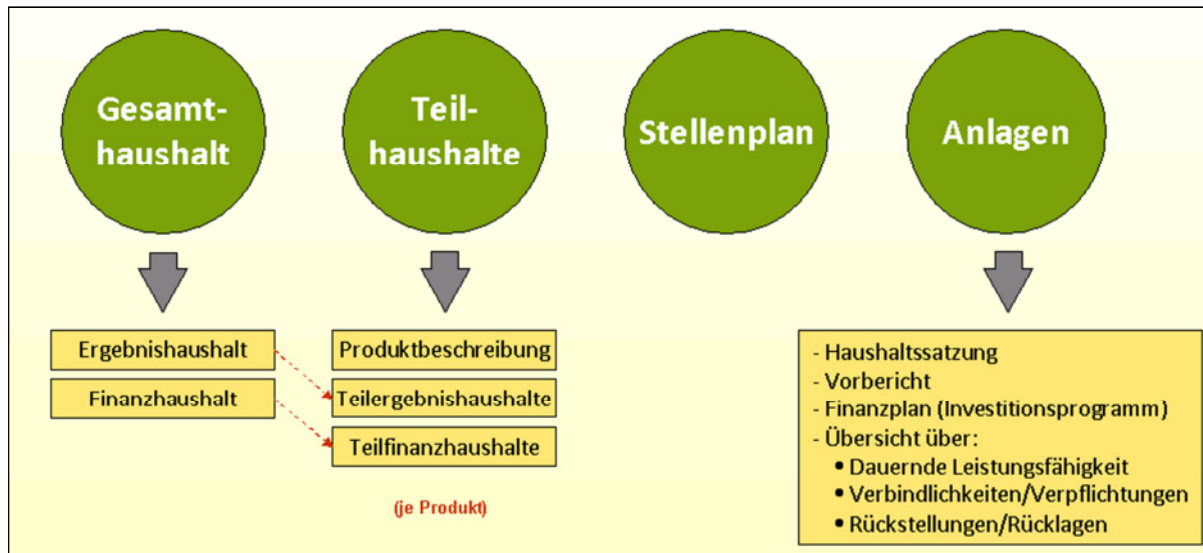 Gesamt-
haushalt
Teil-
haushalte
Stellenplan
Anlagen
Ergebnishaushalt
Finanzhaushalt
Produktbeschreibung
Teilergebnishaushalte
Teilfinanzhaushalte
(je Produkt)
- Haushaltssatzung
- Vorbericht
- Finanzplan (Investitionsprogramm)
- Übersicht über:
• Dauernde Leistungsfähigkeit
• Verbindlichkeiten/Verpflichtungen
• Rückstellungen/Rücklagen